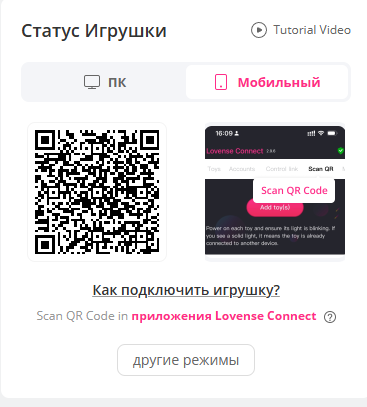 Статус Игрушки
Tutorial Video
ПК
Мобильный
16:09
Lovense Connect
Toys Accounts Control link Scan QR
Scan QR Code
Add toy(s)
Power on each toy and ensure its light is blinking. If
you see a solid light, it means the toy is already
connected to another device.
Как подключить игрушку?
Scan QR Code in приложения Lovense Connect ?
другие режимы